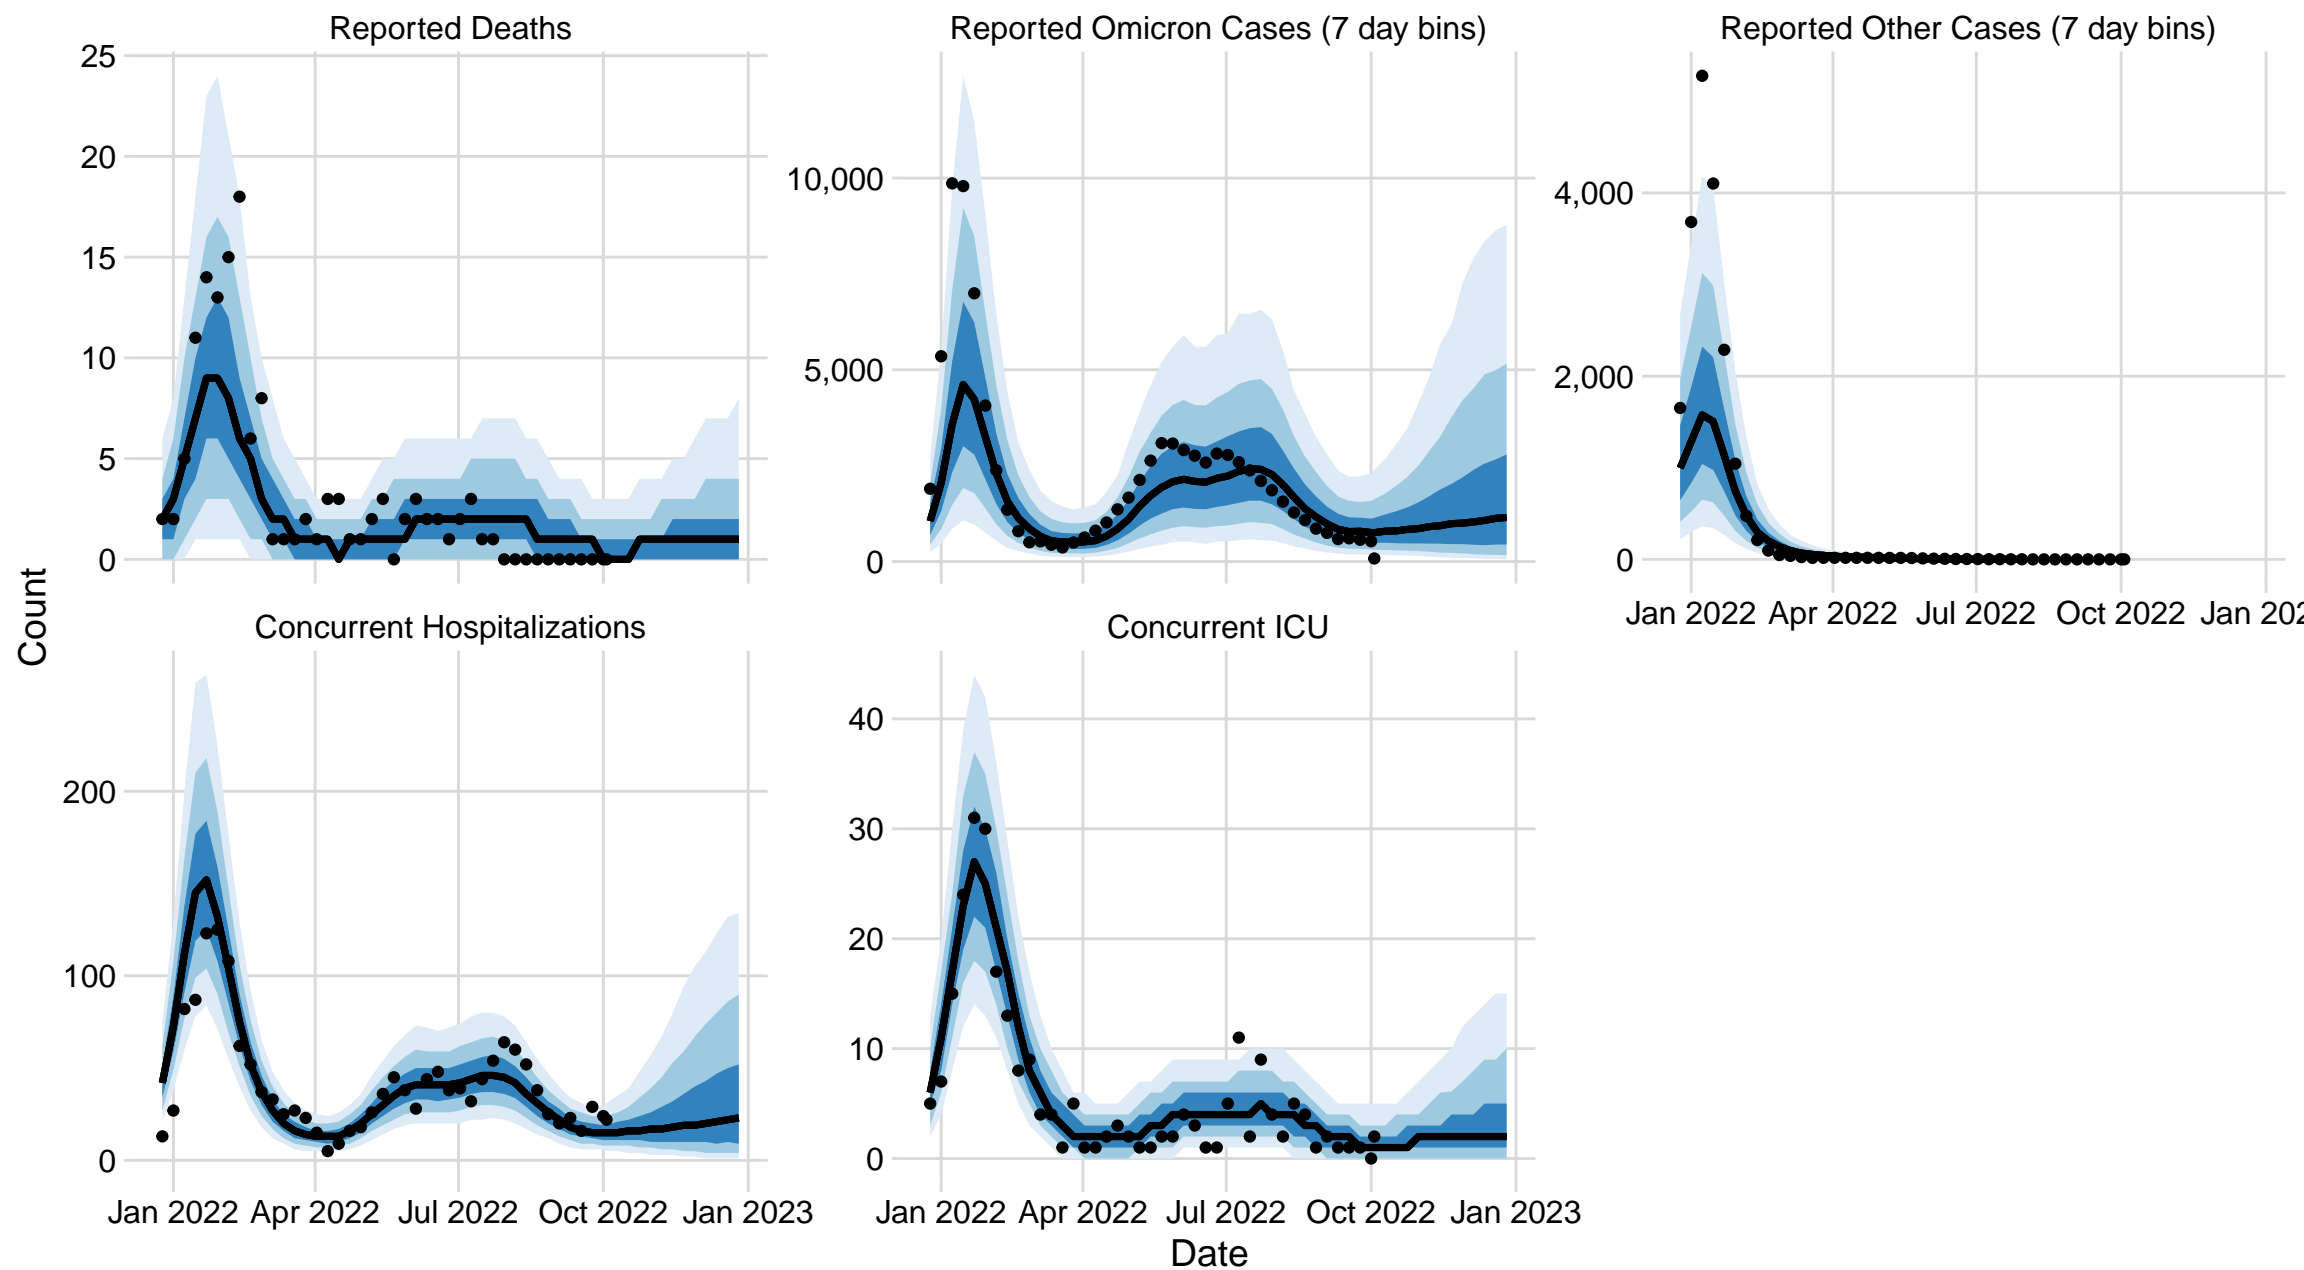 Reported Deaths
Reported Omicron Cases (7 day bins)
Reported Other Cases (7 day bins)
25
20
15
10
5
0
10,000
5,000
0
4,000
2,000
0
Jan 2022 Apr 2022 Jul 2022 Oct 2022 Jan 202
Count
Concurrent Hospitalizations
Concurrent ICU
200
100
0
40
30
20
10
0
Jan 2022 Apr 2022 Jul 2022 Oct 2022 Jan 2023
Jan 2022 Apr 2022 Jul 2022 Oct 2022 Jan 2023
Date